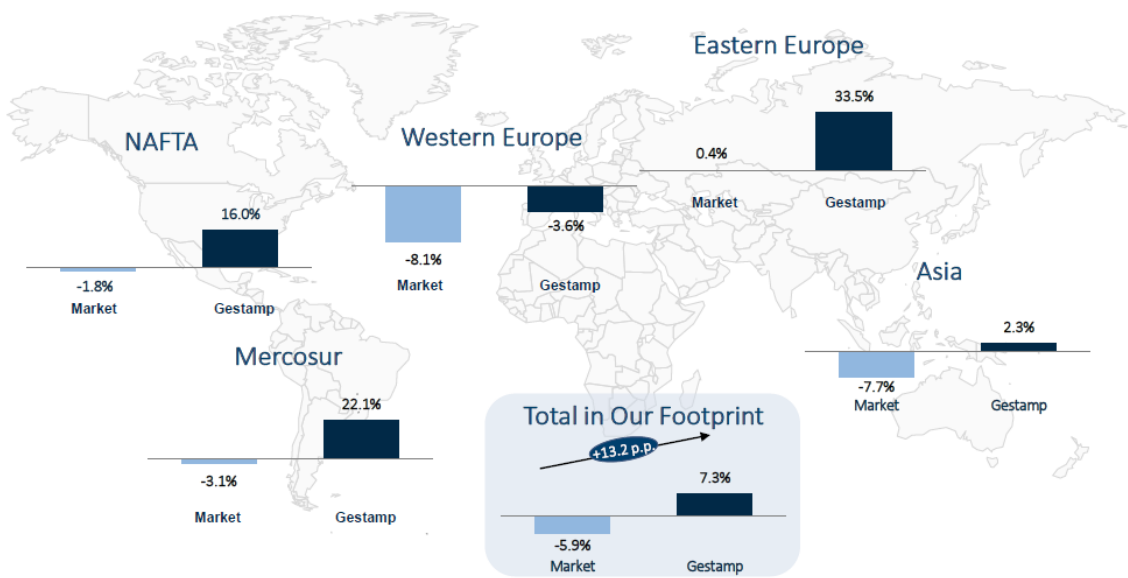 Eastern Europe
33.5%
0.4%
Market
Gestamp
NAFTA
16.0%
-1.8%
Market
Gestamp
Western Europe
-8.1%
-3.6%
Market
Gestamp
Asia
2.3%
-7.7%
Market
Gestamp
Mercosur
22.1%
-3.1%
Market
Gestamp
Total in Our Footprint
+13.2 p.p.
7.3%
-5.9%
Market
Gestamp